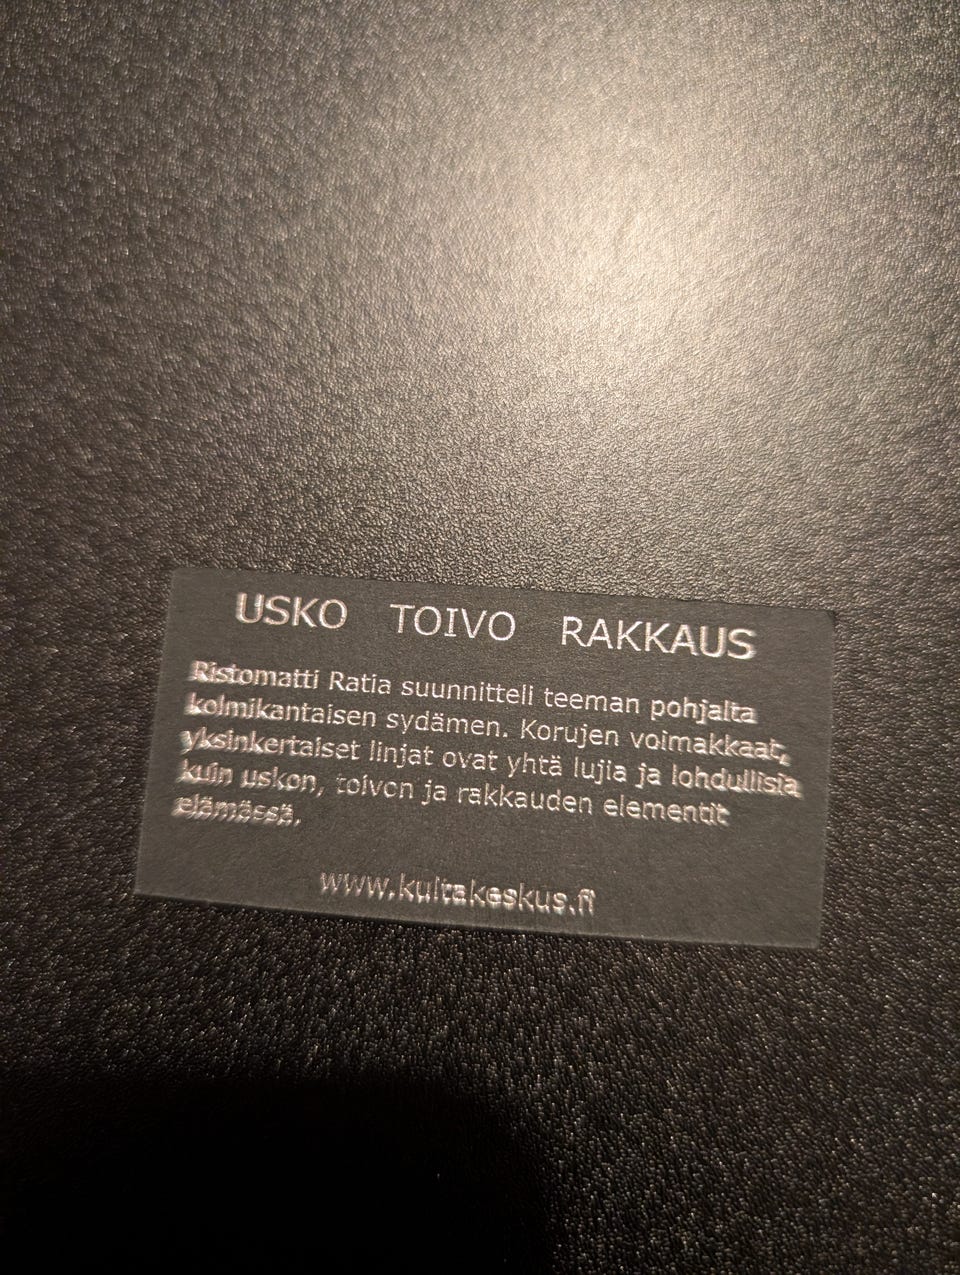 USKO TOIVO RAKKAUS
Ristomatti Ratia suunnitteli teeman pohjalta
kolmikantaisen sydämen. Korujen voimakkaat,
yksinkertaiset linjat ovat yhtä lujia ja lohdullisia
kuin uskon, toivon ja rakkauden elementit
elämässä.
www.kultakeskus.fi